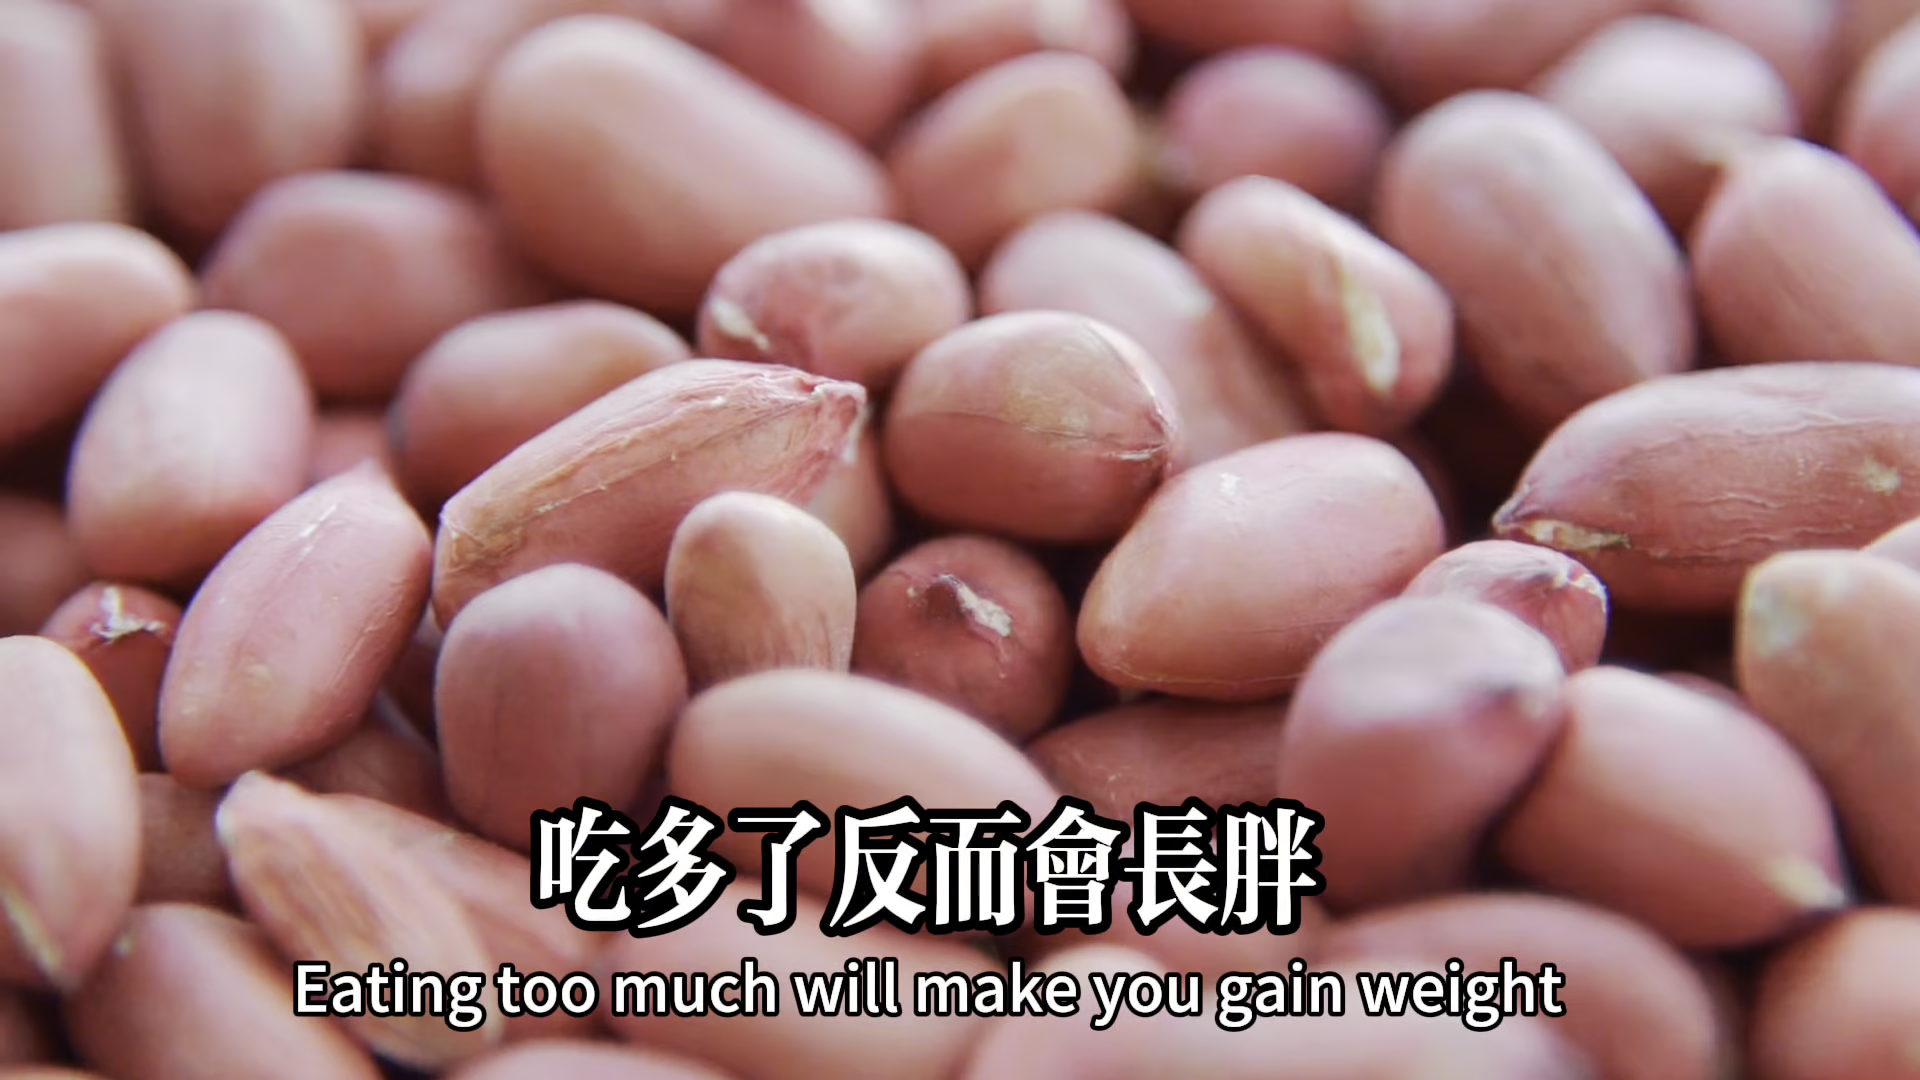 吃多了反而會長胖
Eating too much will make you gain weight